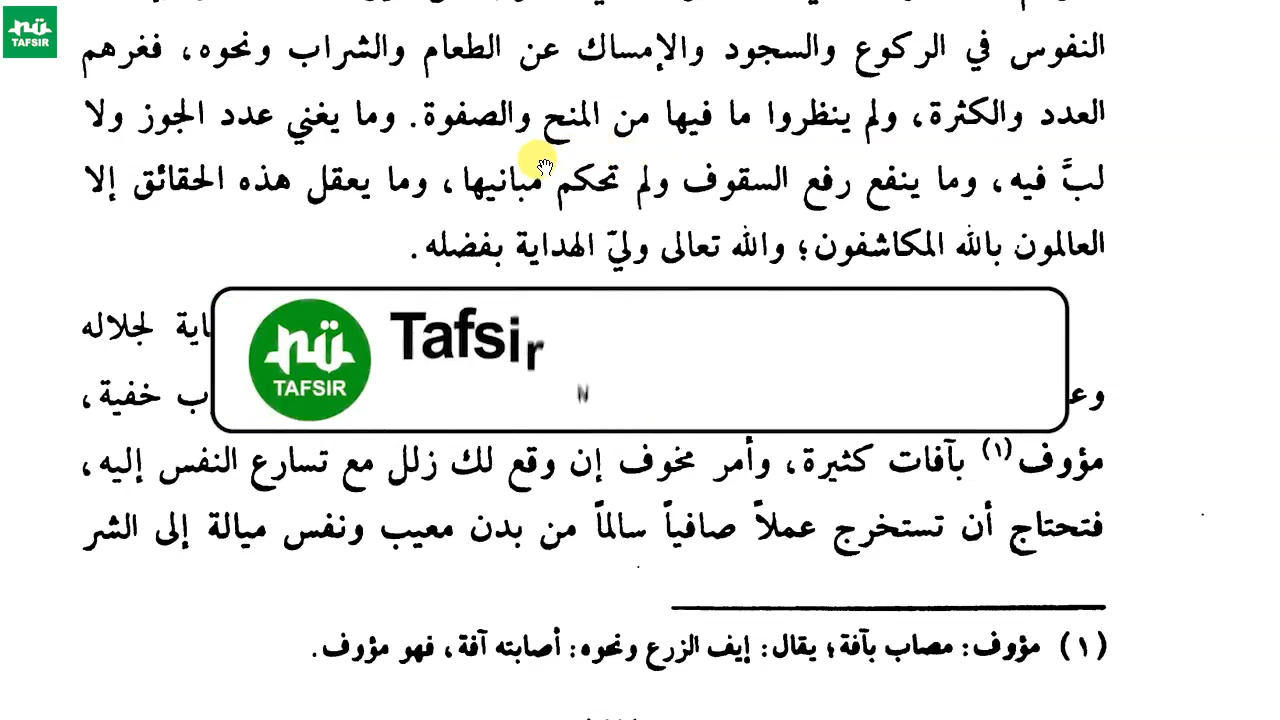 nü
TAFSIR
النفوس في الركوع والسجود والإمساك عن الطعام والشراب ونحوه، فغرهم
العدد والكثرة، ولم ينظروا ما فيها من المنح والصفوة. وما يغني عدد الجوز ولا
لبَّ فيه، وما ينفع رفع السقوف ولم تحكم مبانيها، وما يعقل هذه الحقائق إلا
العالمون بالله المكاشفون؛ والله تعالى وليّ الهداية بفضله.
لجلاله
nü
TAFSIR
Tafsir
N
خفية،
مؤوف(١) بآفات كثيرة، وأمر مخوف إن وقع لك زلل مع تسارع النفس إليه،
فتحتاج أن تستخرج عملاً صافياً سالماً من بدن معيب ونفس ميالة إلى الشر
(١) مؤوف: مصاب بآفة؛ يقال: إيف الزرع ونحوه: أصابته آفة، فهو مؤوف.